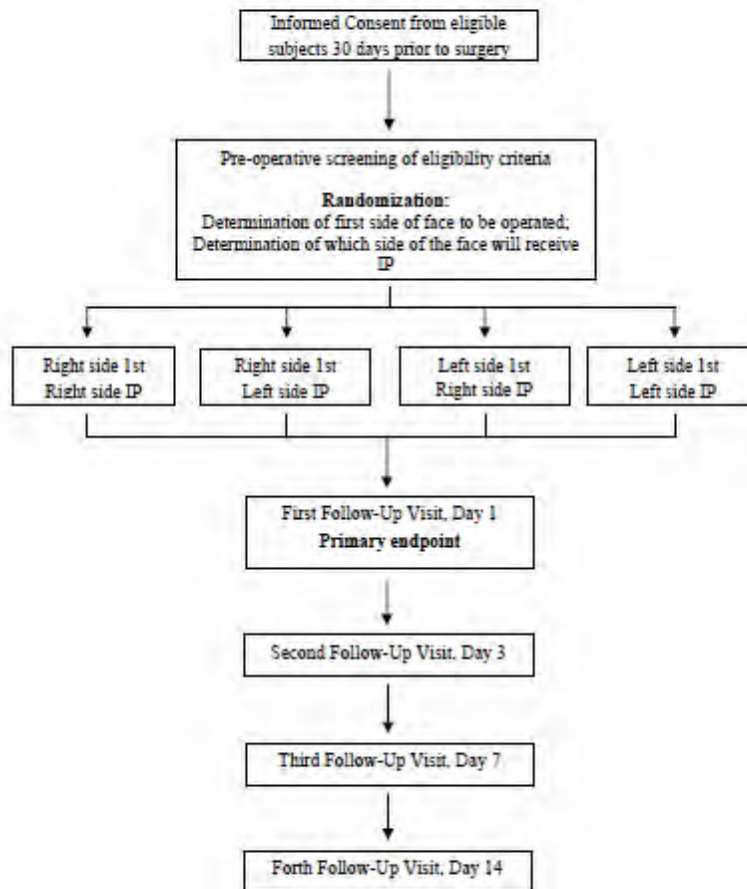 Informed Consent from eligible
subjects 30 days prior to surgery
Pre-operative screening of eligibility criteria
Randomization:
Determination of first side of face to be operated;
Determination of which side of the face will receive
IP
Right side 1st
Right side IP
Right side 1st
Left side IP
Left side 1st
Right side IP
Left side 1st
Left side IP
First Follow-Up Visit, Day 1
Primary endpoint
Second Follow-Up Visit, Day 3
Third Follow-Up Visit, Day 7
Forth Follow-Up Visit, Day 14